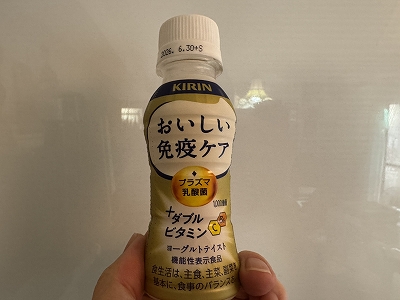 2026. 6.30+S
KIRIN
おいしい
免疫ケア
プラズマ
乳酸菌
1000億個
+ダブル
ビタミン
C
ヨーグルトテイスト
機能性表示食品
食生活は、主食、主菜、副菜を
基本に、食事のバランスを